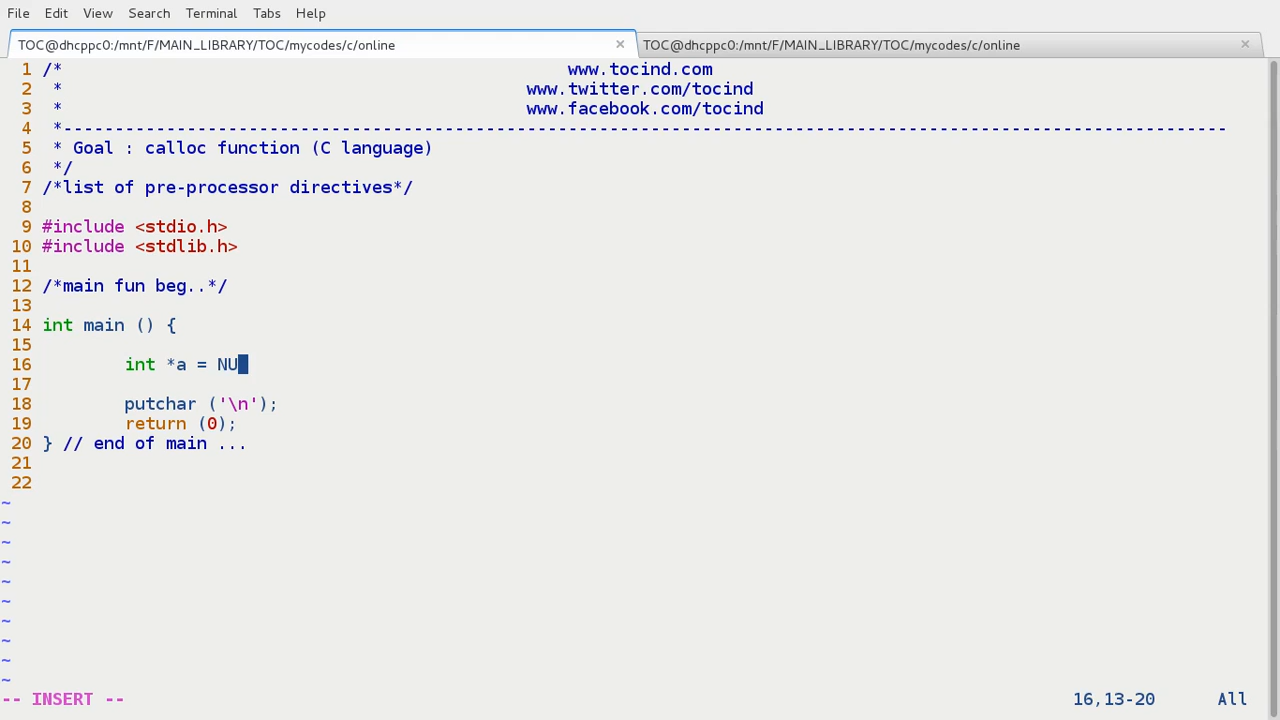 File Edit View Search Terminal Tabs Help
TOC@dhcppc0:/mnt/F/MAIN_LIBRARY/TOC/mycodes/c/online × TOC@dhcppc0:/mnt/F/MAIN_LIBRARY/TOC/mycodes/c/online ×
1 /* www.tocind.com
2 * www.twitter.com/tocind
3 * www.facebook.com/tocind
4 *-----------------------------------------------------------------------------------------------------------------
5 * Goal : calloc function (C language)
6 */
7 /*list of pre-processor directives*/
8
9 #include <stdio.h>
10 #include <stdlib.h>
11
12 /*main fun beg..*/
13
14 int main () {
15
16 int *a = NU
17
18 putchar ('\n');
19 return (0);
20 } // end of main ...
21
22
~
~
~
~
~
~
~
~
~
~
-- INSERT -- 16,13-20 All